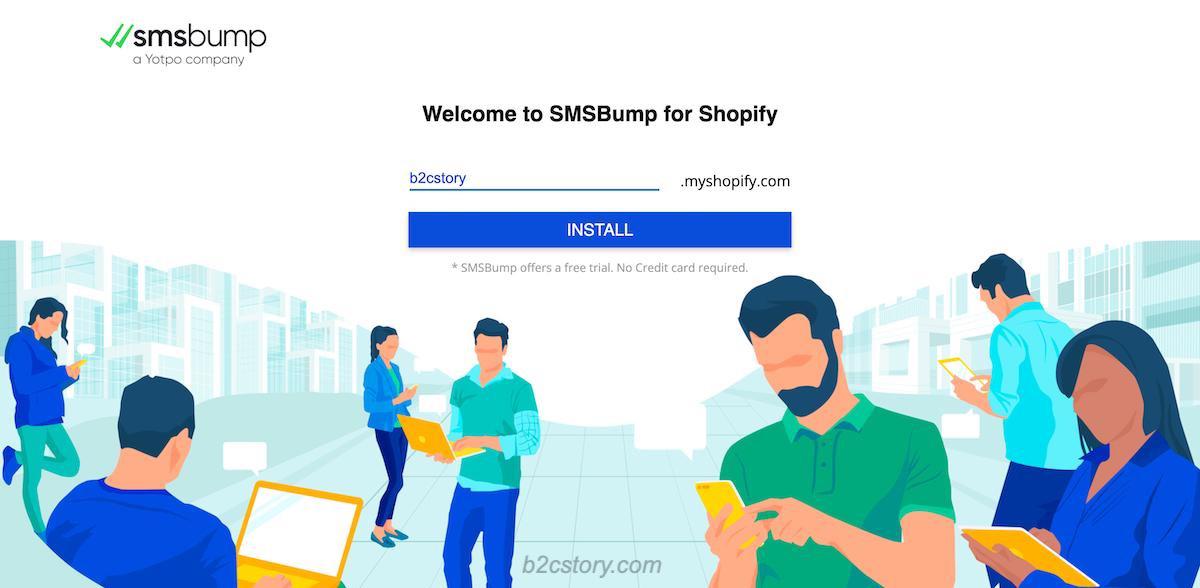 smsbump
a Yotpo company
Welcome to SMSBump for Shopify
b2cstory .myshopify.com
INSTALL
* SMSBump offers a free trial. No Credit card required.
b2cstory.com